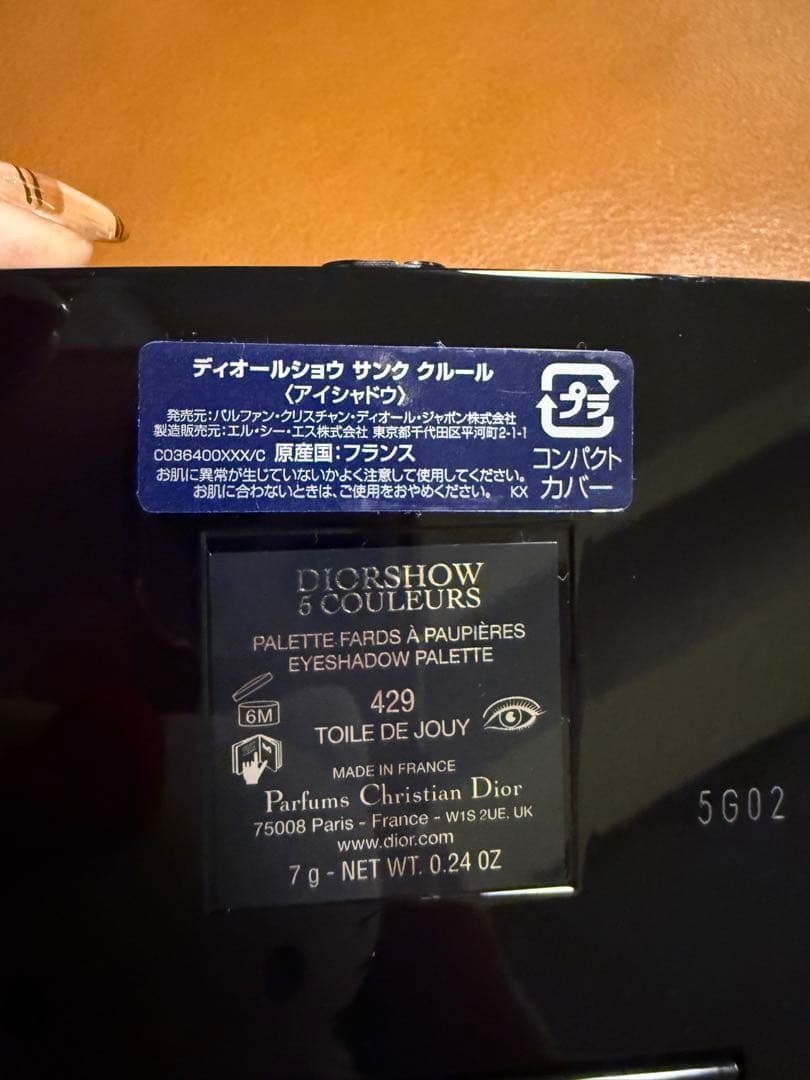 ディオールショウ サンク クルール
〈アイシャドウ〉
発売元:パルファン・クリスチャン・ディオール・ジャポン株式会社
製造販売元:エル・シー・エス株式会社 東京都千代田区平河町2-1-1
C036400XXX/C 原産国:フランス
お肌に異常が生じていないかよく注意して使用してください。
お肌に合わないときは、ご使用をおやめください。 KX
プラ
コンパクト
カバー
DIORSHOW
5 COULEURS
PALETTE FARDS À PAUPIÈRES
EYESHADOW PALETTE
6M
429
TOILE DE JOUY
MADE IN FRANCE
Parfums Christian Dior
75008 Paris - France - W1S 2UE. UK
www.dior.com
7 g - NET WT. 0.24 OZ
5G02